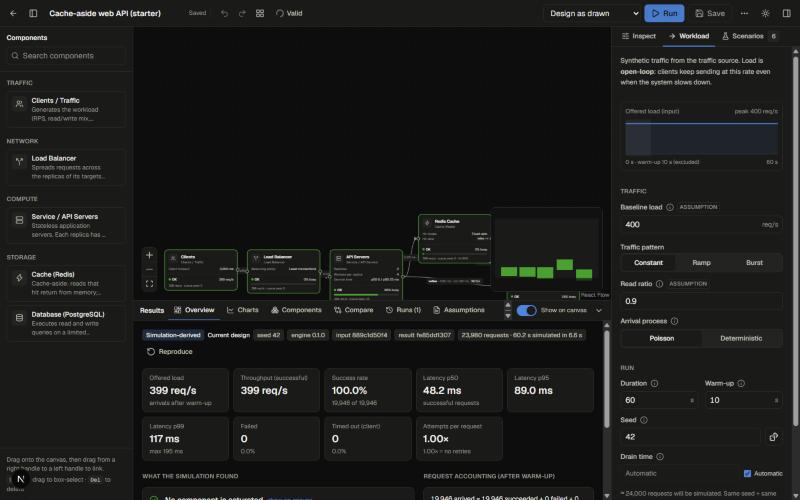 Cache-aside web API (starter)
Saved
Valid
Design as drawn
Run
Save
Components
Search components
TRAFFIC
Clients / Traffic
Generates the workload
(RPS, read/write mix,...
NETWORK
Load Balancer
Spreads requests across
the replicas of its targets...
COMPUTE
Service / API Servers
Stateless application
servers. Each replica has ...
STORAGE
Cache (Redis)
Cache-aside: reads that
hit return from memory;...
Database (PostgreSQL)
Executes read and write
queries on a limited...
Drag onto the canvas, then drag from a
right handle to a left handle to link.
drag to box-select · Del to
delete
N
Clients
Clients / Traffic
OK
Load Balancer
Load Balancer
OK
API Servers
Service / API Servers
OK
Redis Cache
OK
React Flow
Results
Overview
Charts
Components
Compare
Runs (1)
Assumptions
Show on canvas
Simulation-derived
Current design
seed 42
engine 0.1.0
input 889c1d50f4
result fe85dd1307
23,980 requests · 60.2 s simulated in 6.6 s
Reproduce
Offered load
399 req/s
arrivals after warm-up
Throughput (successful)
399 req/s
Success rate
100.0%
19,946 of 19,946
Latency p50
48.2 ms
successful requests
Latency p95
89.0 ms
Latency p99
117 ms
max 195 ms
Failed
0
0.0%
Timed out (client)
0
0.0%
Attempts per request
1.00×
1.00× = no retries
WHAT THE SIMULATION FOUND
No component is saturated
REQUEST ACCOUNTING (AFTER WARM-UP)
19,946 arrived = 19,946 succeeded + 0 failed + 0
Inspect
Workload
Scenarios
6
Synthetic traffic from the traffic source. Load is
open-loop: clients keep sending at this rate even
when the system slows down.
Offered load (input)
peak 400 req/s
0 s · warm-up 10 s (excluded)
60 s
TRAFFIC
Baseline load
ASSUMPTION
400
req/s
Traffic pattern
Constant
Ramp
Burst
Read ratio
ASSUMPTION
0.9
Arrival process
Poisson
Deterministic
RUN
Duration
Warm-up
60
s
10
s
Seed
42
Drain time
Automatic
Automatic
≈ 24,000 requests will be simulated. Same seed + same